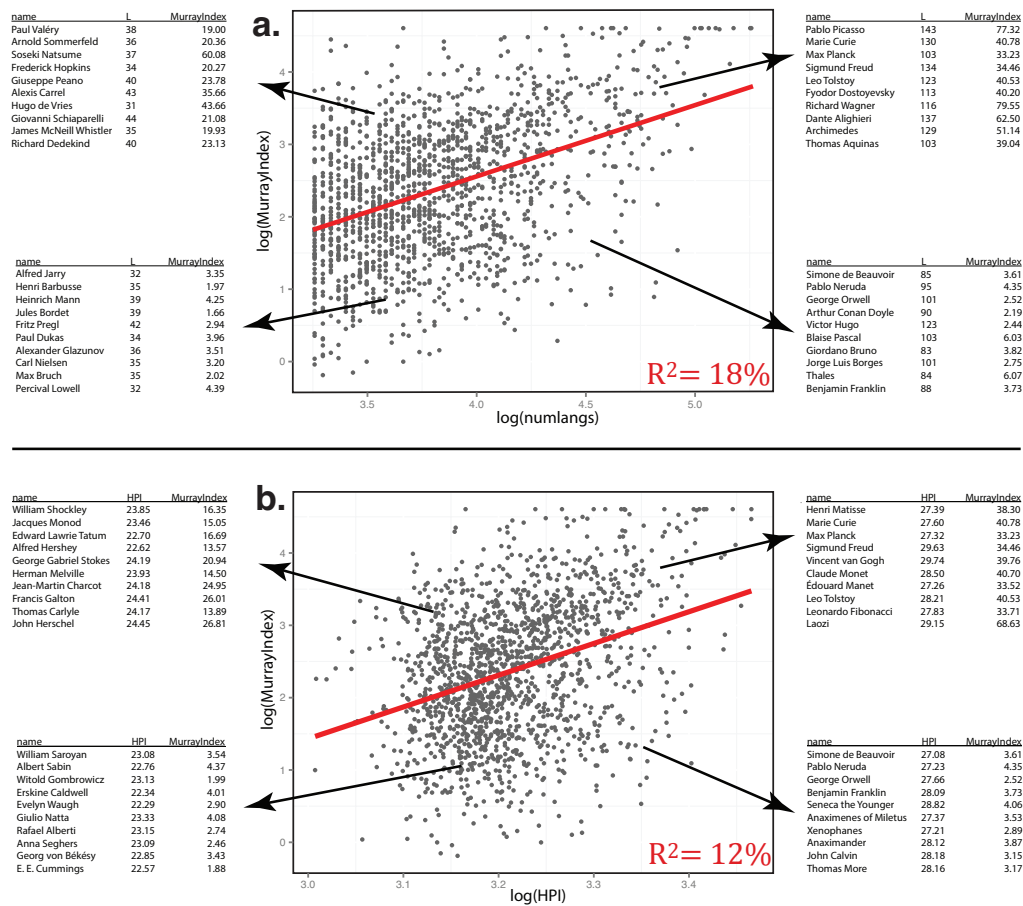 name L MurrayIndex
Paul Valéry 38 19.00
Arnold Sommerfeld 36 20.36
Soseki Natsume 37 60.08
Frederick Hopkins 34 20.27
Giuseppe Peano 40 23.78
Alexis Carrel 43 35.66
Hugo de Vries 31 43.66
Giovanni Schiaparelli 44 21.08
James McNeill Whistler 35 19.93
Richard Dedekind 40 23.13
name L MurrayIndex
Alfred Jarry 32 3.35
Henri Barbusse 35 1.97
Heinrich Mann 39 4.25
Jules Bordet 39 1.66
Fritz Pregl 42 2.94
Paul Dukas 34 3.96
Alexander Glazunov 36 3.51
Carl Nielsen 35 3.20
Max Bruch 35 2.02
Percival Lowell 32 4.39
a.
log(MurrayIndex)
4
3
2
1
0
R²= 18%
3.5 4.0 4.5 5.0
log(numlangs)
name L MurrayIndex
Pablo Picasso 143 77.32
Marie Curie 130 40.78
Max Planck 103 33.23
Sigmund Freud 134 34.46
Leo Tolstoy 123 40.53
Fyodor Dostoyevsky 113 40.20
Richard Wagner 116 79.55
Dante Alighieri 137 62.50
Archimedes 129 51.14
Thomas Aquinas 103 39.04
name L MurrayIndex
Simone de Beauvoir 85 3.61
Pablo Neruda 95 4.35
George Orwell 101 2.52
Arthur Conan Doyle 90 2.19
Victor Hugo 123 2.44
Blaise Pascal 103 6.03
Giordano Bruno 83 3.82
Jorge Luis Borges 101 2.75
Thales 84 6.07
Benjamin Franklin 88 3.73
name HPI MurrayIndex
William Shockley 23.85 16.35
Jacques Monod 23.46 15.05
Edward Lawrie Tatum 22.70 16.69
Alfred Hershey 22.62 13.57
George Gabriel Stokes 24.19 20.94
Herman Melville 23.93 14.50
Jean-Martin Charcot 24.18 24.95
Francis Galton 24.41 26.01
Thomas Carlyle 24.17 13.89
John Herschel 24.45 26.81
name HPI MurrayIndex
William Saroyan 23.08 3.54
Albert Sabin 22.76 4.37
Witold Gombrowicz 23.13 1.99
Erskine Caldwell 22.34 4.01
Evelyn Waugh 22.29 2.90
Giulio Natta 23.33 4.08
Rafael Alberti 23.15 2.74
Anna Seghers 23.09 2.46
Georg von Békésy 22.85 3.43
E. E. Cummings 22.57 1.88
b.
log(MurrayIndex)
4
3
2
1
0
R²= 12%
3.0 3.1 3.2 3.3 3.4
log(HPI)
name HPI MurrayIndex
Henri Matisse 27.39 38.30
Marie Curie 27.60 40.78
Max Planck 27.32 33.23
Sigmund Freud 29.63 34.46
Vincent van Gogh 29.74 39.76
Claude Monet 28.50 40.70
Édouard Manet 27.26 33.52
Leo Tolstoy 28.21 40.53
Leonardo Fibonacci 27.83 33.71
Laozi 29.15 68.63
name HPI MurrayIndex
Simone de Beauvoir 27.08 3.61
Pablo Neruda 27.23 4.35
George Orwell 27.66 2.52
Benjamin Franklin 28.09 3.73
Seneca the Younger 28.82 4.06
Anaximenes of Miletus 27.37 3.53
Xenophanes 27.21 2.89
Anaximander 28.12 3.87
John Calvin 28.18 3.15
Thomas More 28.16 3.17